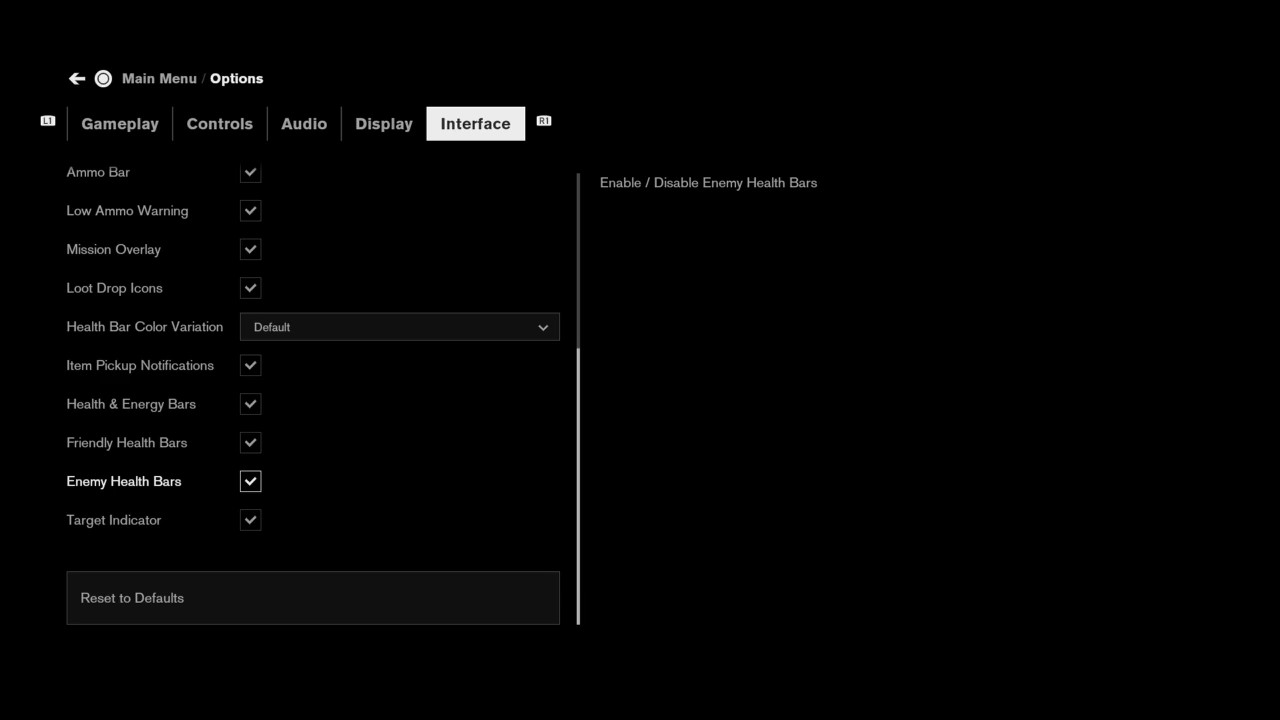 Main Menu / Options
L1 Gameplay Controls Audio Display Interface R1
Ammo Bar
Enable / Disable Enemy Health Bars
Low Ammo Warning
Mission Overlay
Loot Drop Icons
Health Bar Color Variation Default
Item Pickup Notifications
Health & Energy Bars
Friendly Health Bars
Enemy Health Bars
Target Indicator
Reset to Defaults